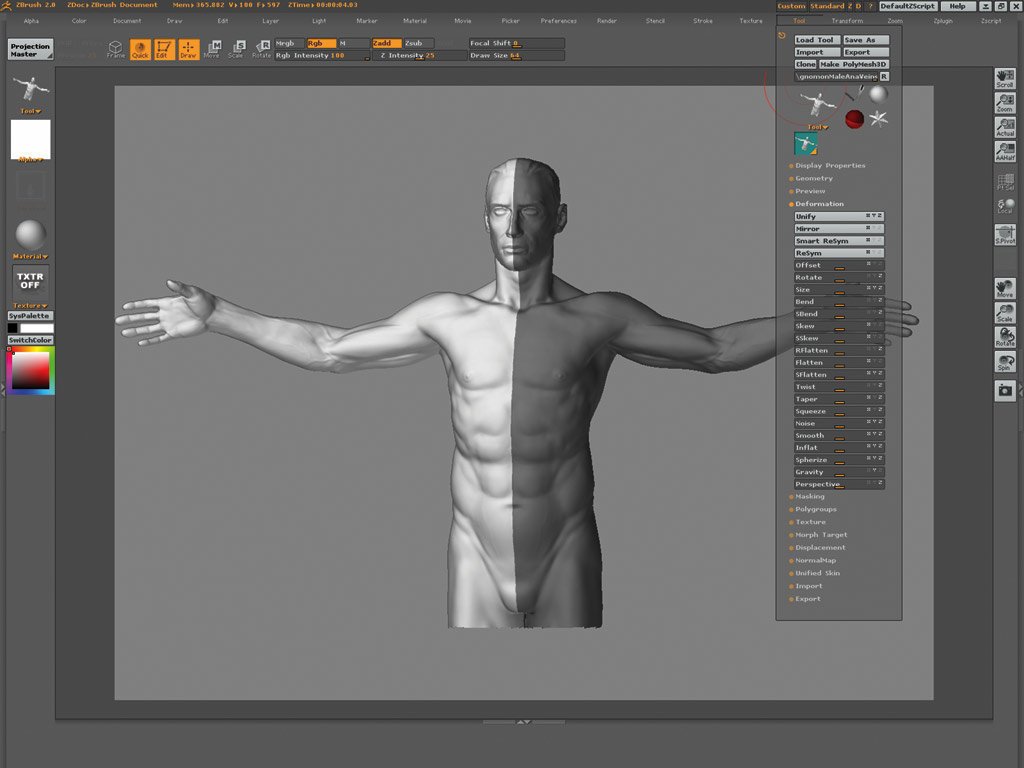 ZBrush 2.0 ZDoc▸ZBrush Document Mem▸365.882 V▸100 F▸597 ZTime▸00:00:04.03 Custom Standard Z D ? DefaultZScript Help
Alpha Color Document Draw Edit Layer Light Marker Material Movie Picker Preferences Render Stencil Stroke Texture Tool Transform Zoom Zplugin Zscript
Projection Master
Frame Quick Edit Draw Move Scale Rotate
Mrgb Rgb M Zadd Zsub Focal Shift 0
Rgb Intensity 100 Z Intensity 25 Draw Size 64
Tool
Alpha
Material
TXTR OFF
Texture
SysPalette
SwitchColor
Load Tool Save As
Import Export
Clone Make PolyMesh3D
\gnomonMaleAnaVeins R
Tool
Display Properties
Geometry
Preview
Deformation
Unify
Mirror
Smart ReSym
ReSym
Offset
Rotate
Size
Bend
SBend
Skew
SSkew
RFlatten
Flatten
SFlatten
Twist
Taper
Squeeze
Noise
Smooth
Inflat
Spherize
Gravity
Perspective
Masking
Polygroups
Texture
Morph Target
Displacement
NormalMap
Unified Skin
Import
Export
Scroll
Zoom
Actual
AAHalf
Local
S.Pivot
Move
Scale
Rotate
Spin